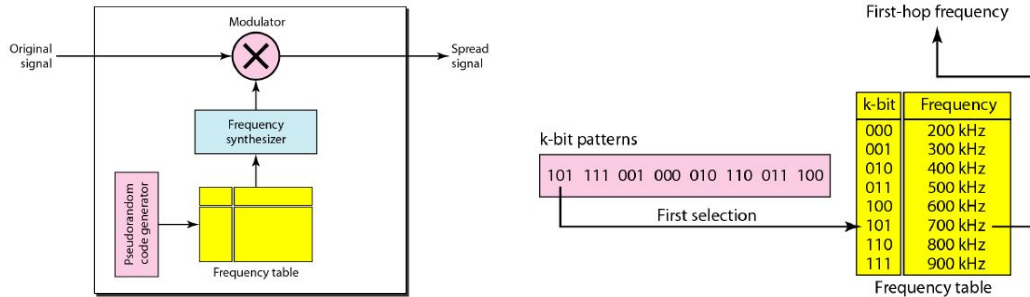 Modulator
Original
signal
Spread
signal
Frequency
synthesizer
Pseudorandom
code generator
Frequency table
First-hop frequency
k-bit patterns
101 111 001 000 010 110 011 100
First selection
k-bit Frequency
000 200 kHz
001 300 kHz
010 400 kHz
011 500 kHz
100 600 kHz
101 700 kHz
110 800 kHz
111 900 kHz
Frequency table